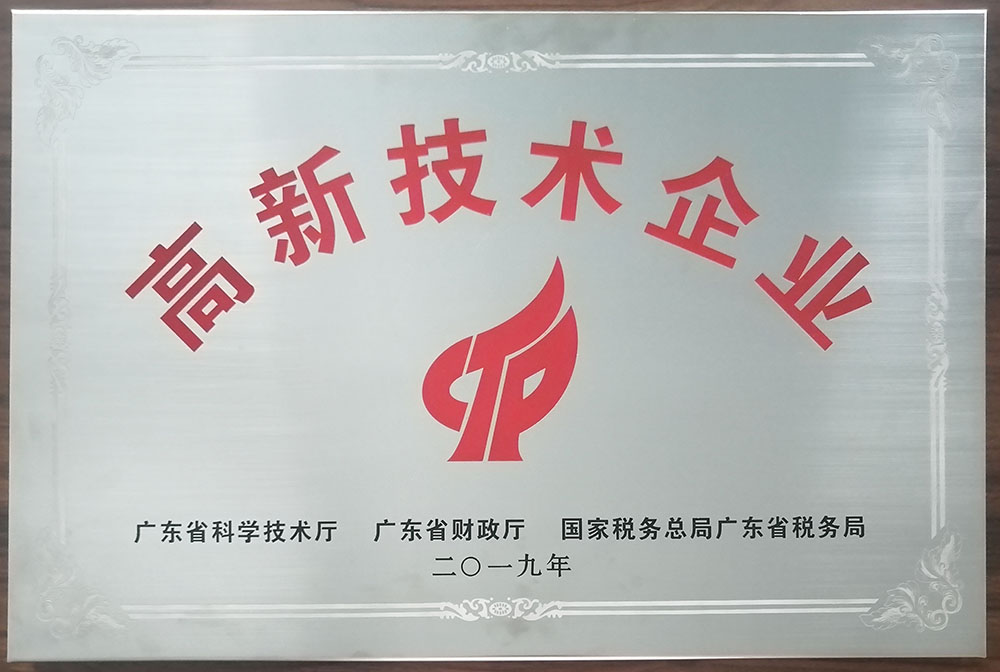 高新技术企业
广东省科学技术厅 广东省财政厅 国家税务总局广东省税务局
二〇一九年